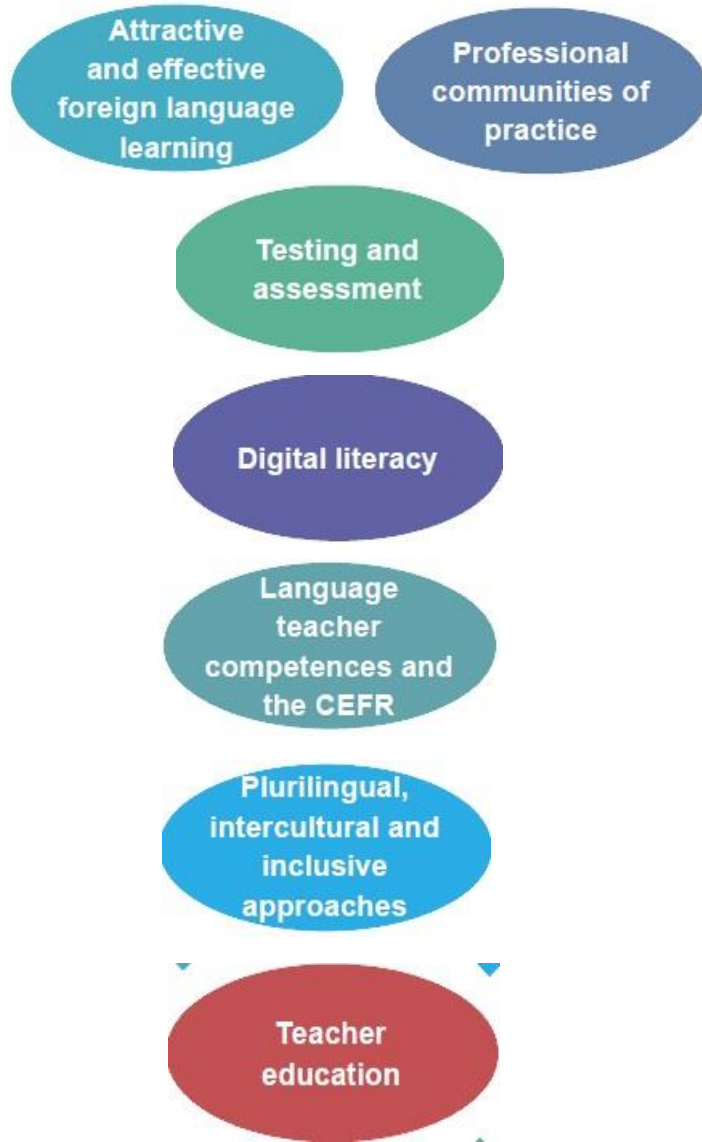 Attractive
and effective
foreign language
learning
Professional
communities of
practice
Testing and
assessment
Digital literacy
Language
teacher
competences and
the CEFR
Plurilingual,
intercultural and
inclusive
approaches
Teacher
education